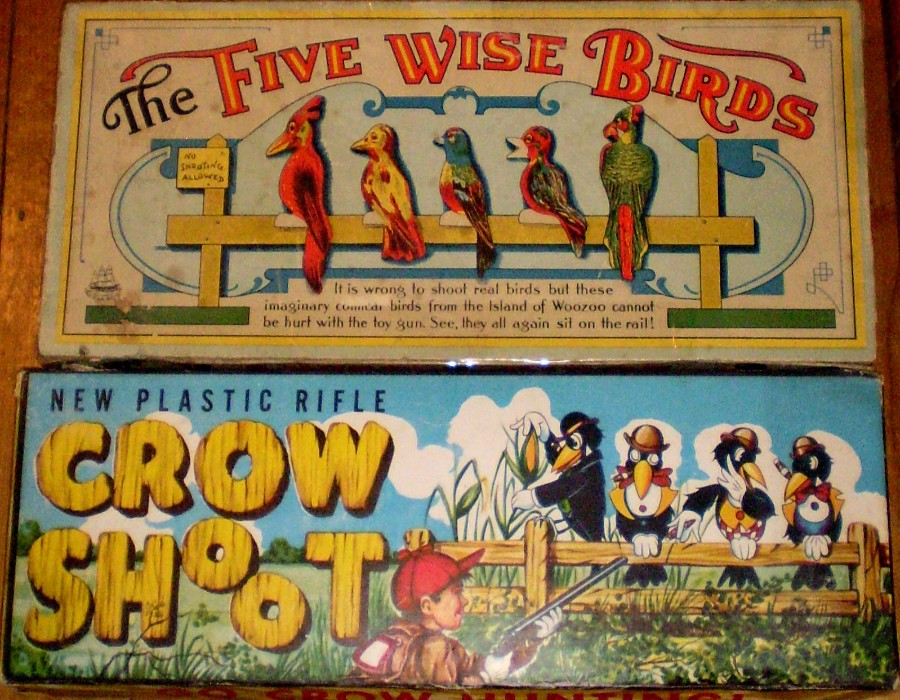 The FIVE WISE BIRDS
NO
SHOOTING
ALLOWED
It is wrong to shoot real birds but these
imaginary comical birds from the Island of Woozoo cannot
be hurt with the toy gun. See, they all again sit on the rail!
NEW PLASTIC RIFLE
CROW
SHOOT